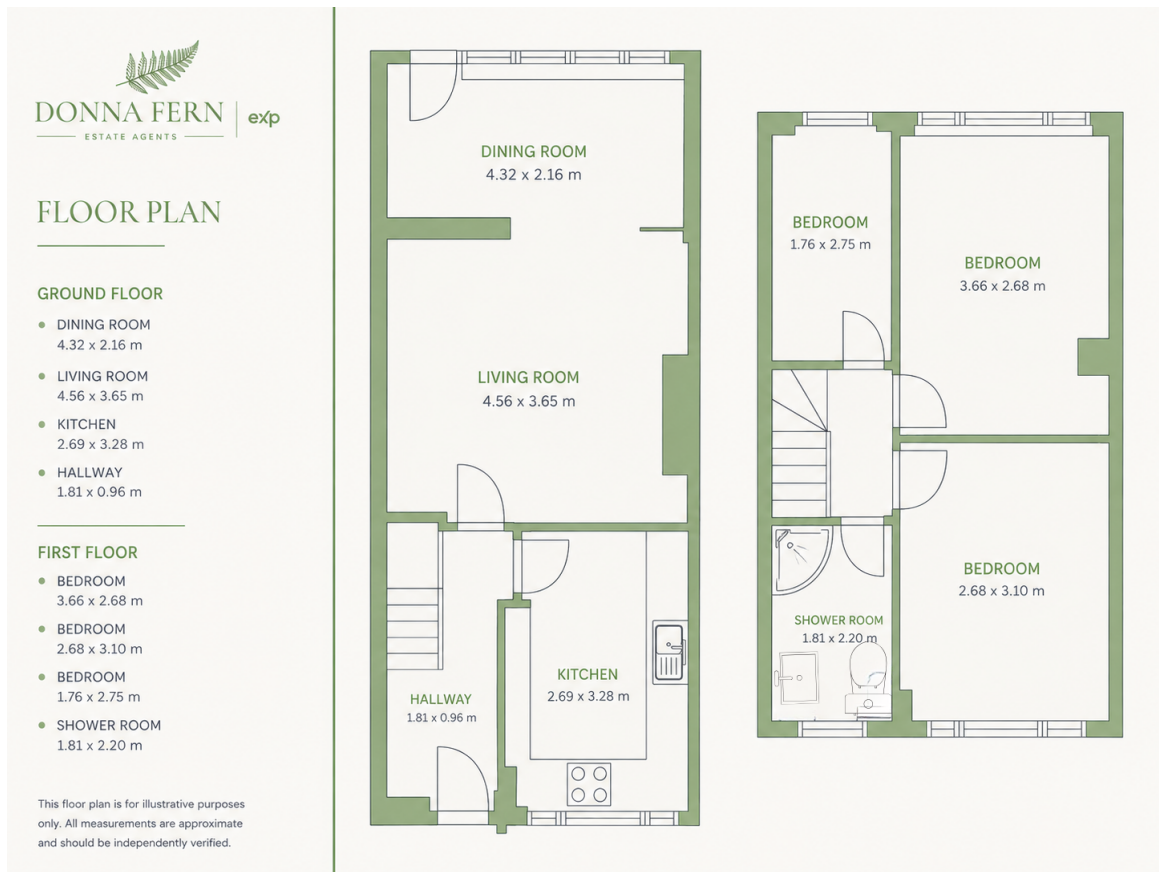 DONNA FERN
ESTATE AGENTS
exp
FLOOR PLAN
GROUND FLOOR
DINING ROOM
4.32 x 2.16 m
LIVING ROOM
4.56 x 3.65 m
KITCHEN
2.69 x 3.28 m
HALLWAY
1.81 x 0.96 m
FIRST FLOOR
BEDROOM
3.66 x 2.68 m
BEDROOM
2.68 x 3.10 m
BEDROOM
1.76 x 2.75 m
SHOWER ROOM
1.81 x 2.20 m
This floor plan is for illustrative purposes
only. All measurements are approximate
and should be independently verified.
DINING ROOM
4.32 x 2.16 m
LIVING ROOM
4.56 x 3.65 m
KITCHEN
2.69 x 3.28 m
HALLWAY
1.81 x 0.96 m
BEDROOM
1.76 x 2.75 m
BEDROOM
3.66 x 2.68 m
BEDROOM
2.68 x 3.10 m
SHOWER ROOM
1.81 x 2.20 m